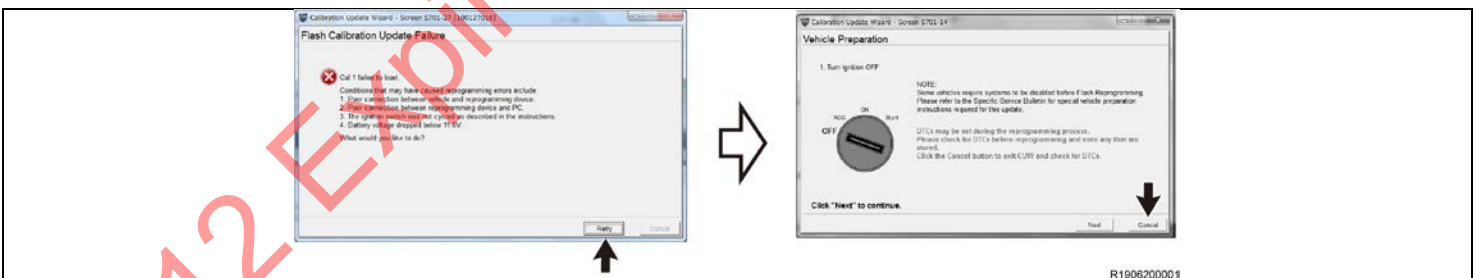 Calibration Update Wizard - Screen S701-27 (1001270161)
Flash Calibration Update Failure
Cal 1 failed to load.
Conditions that may have caused reprogramming errors include.
1. Poor connection between vehicle and reprogramming device.
2. Poor connection between reprogramming device and PC.
3. The ignition switch was not cycled as described in the instructions.
4. Battery voltage dropped below 11.6V.
What would you like to do?
Retry
Cancel
Calibration Update Wizard - Screen S701-14
Vehicle Preparation
1. Turn Ignition OFF
NOTE:
Some vehicles require systems to be disabled before Flash Reprogramming
Please refer to the Specific Service Bulletin for special vehicle preparation
instructions required for this update.
ON
ACC
Start
OFF
DTCs may be set during the reprogramming process.
Please check for DTCs before reprogramming and note any that are
stored.
Click the Cancel button to exit CUW and check for DTCs.
Click "Next" to continue.
Next
Cancel
R1906200001
12 Expi